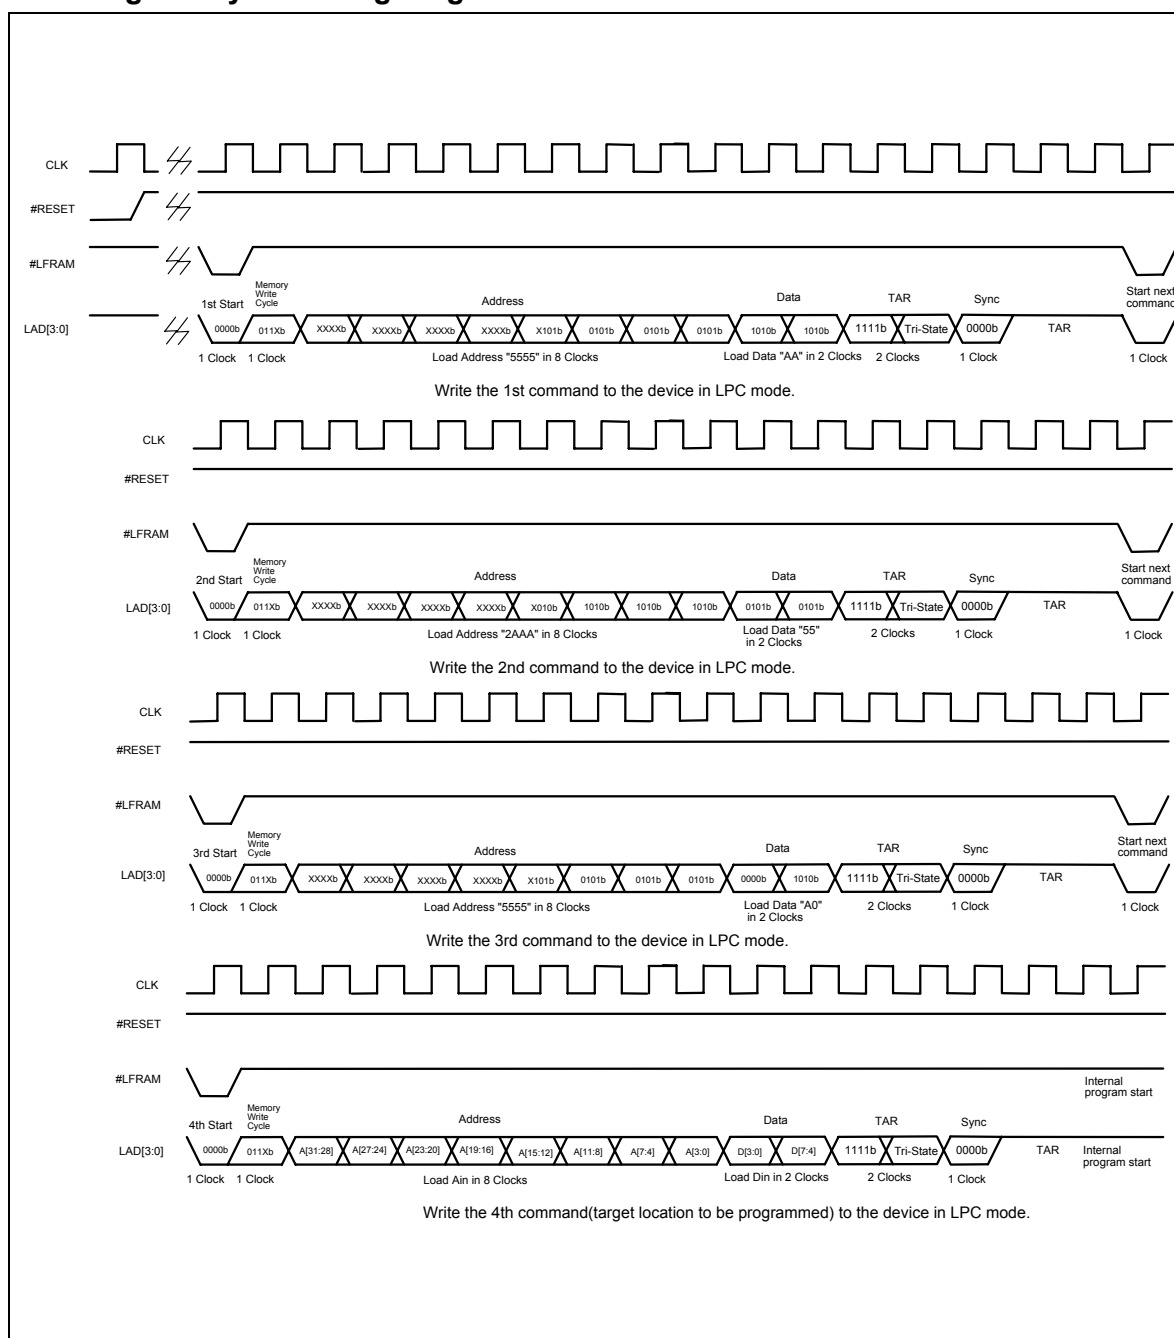 CLK
#RESET
#LFRAM
1st Start Memory Write Cycle Address Data TAR Sync Start next command
LAD[3:0] 0000b 011Xb XXXXb XXXXb XXXXb XXXXb X101b 0101b 0101b 0101b 1010b 1010b 1111b Tri-State 0000b TAR
1 Clock 1 Clock Load Address "5555" in 8 Clocks Load Data "AA" in 2 Clocks 2 Clocks 1 Clock 1 Clock
Write the 1st command to the device in LPC mode.
CLK
#RESET
#LFRAM
2nd Start Memory Write Cycle Address Data TAR Sync Start next command
LAD[3:0] 0000b 011Xb XXXXb XXXXb XXXXb XXXXb X010b 1010b 1010b 1010b 0101b 0101b 1111b Tri-State 0000b TAR
1 Clock 1 Clock Load Address "2AAA" in 8 Clocks Load Data "55" in 2 Clocks 2 Clocks 1 Clock 1 Clock
Write the 2nd command to the device in LPC mode.
CLK
#RESET
#LFRAM
3rd Start Memory Write Cycle Address Data TAR Sync Start next command
LAD[3:0] 0000b 011Xb XXXXb XXXXb XXXXb XXXXb X101b 0101b 0101b 0101b 0000b 1010b 1111b Tri-State 0000b TAR
1 Clock 1 Clock Load Address "5555" in 8 Clocks Load Data "A0" in 2 Clocks 2 Clocks 1 Clock 1 Clock
Write the 3rd command to the device in LPC mode.
CLK
#RESET
#LFRAM Internal program start
4th Start Memory Write Cycle Address Data TAR Sync
LAD[3:0] 0000b 011Xb A[31:28] A[27:24] A[23:20] A[19:16] A[15:12] A[11:8] A[7:4] A[3:0] D[3:0] D[7:4] 1111b Tri-State 0000b TAR Internal program start
1 Clock 1 Clock Load Ain in 8 Clocks Load Din in 2 Clocks 2 Clocks 1 Clock
Write the 4th command(target location to be programmed) to the device in LPC mode.